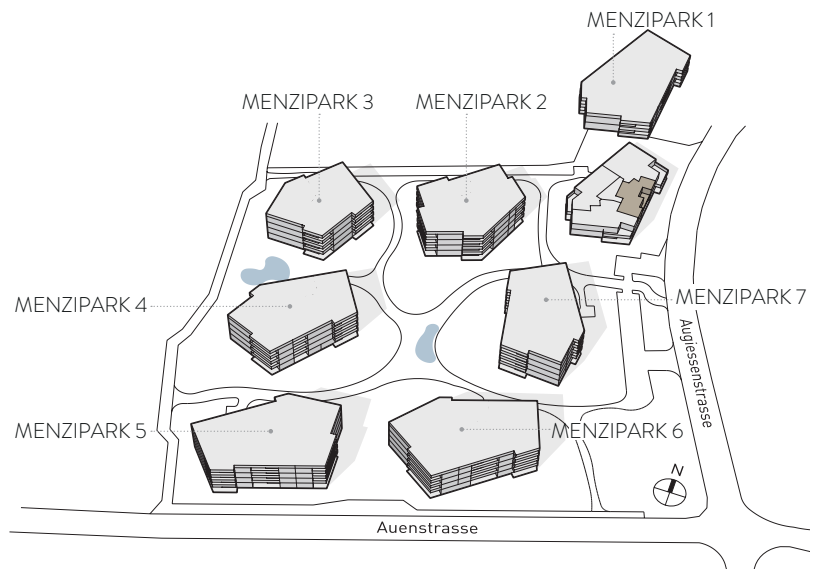 MENZIPARK 1
MENZIPARK 3
MENZIPARK 2
MENZIPARK 4
MENZIPARK 7
Augiessenstrasse
MENZIPARK 5
MENZIPARK 6
N
Auenstrasse